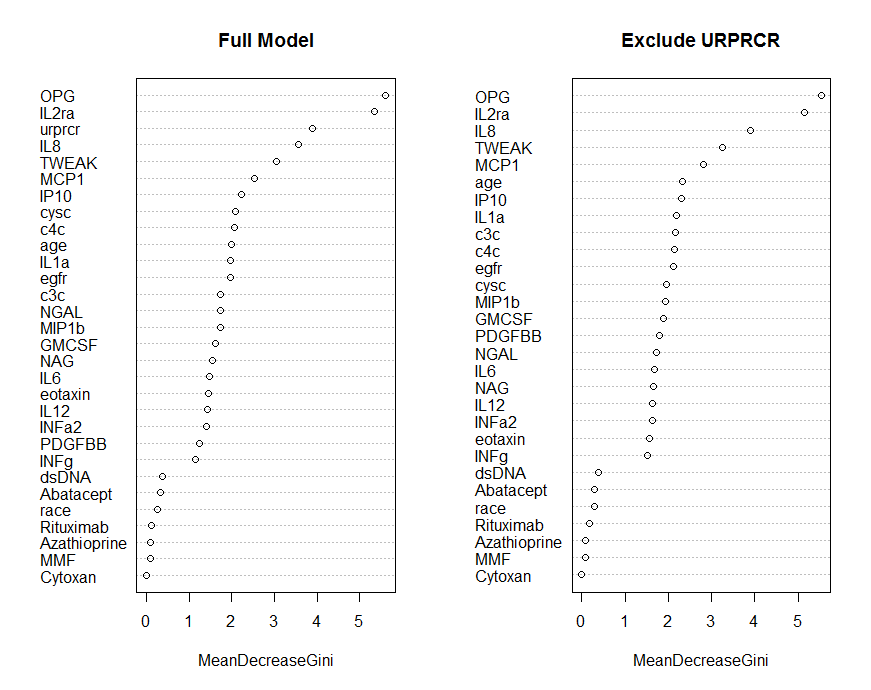 Full Model
OPG
IL2ra
urprcr
IL8
TWEAK
MCP1
IP10
cysc
c4c
age
IL1a
egfr
c3c
NGAL
MIP1b
GMCSF
NAG
IL6
eotaxin
IL12
INFa2
PDGFBB
INFg
dsDNA
Abatacept
race
Rituximab
Azathioprine
MMF
Cytoxan
0 1 2 3 4 5
MeanDecreaseGini
Exclude URPRCR
OPG
IL2ra
IL8
TWEAK
MCP1
age
IP10
IL1a
c3c
c4c
egfr
cysc
MIP1b
GMCSF
PDGFBB
NGAL
IL6
NAG
IL12
INFa2
eotaxin
INFg
dsDNA
Abatacept
race
Rituximab
Azathioprine
MMF
Cytoxan
0 1 2 3 4 5
MeanDecreaseGini